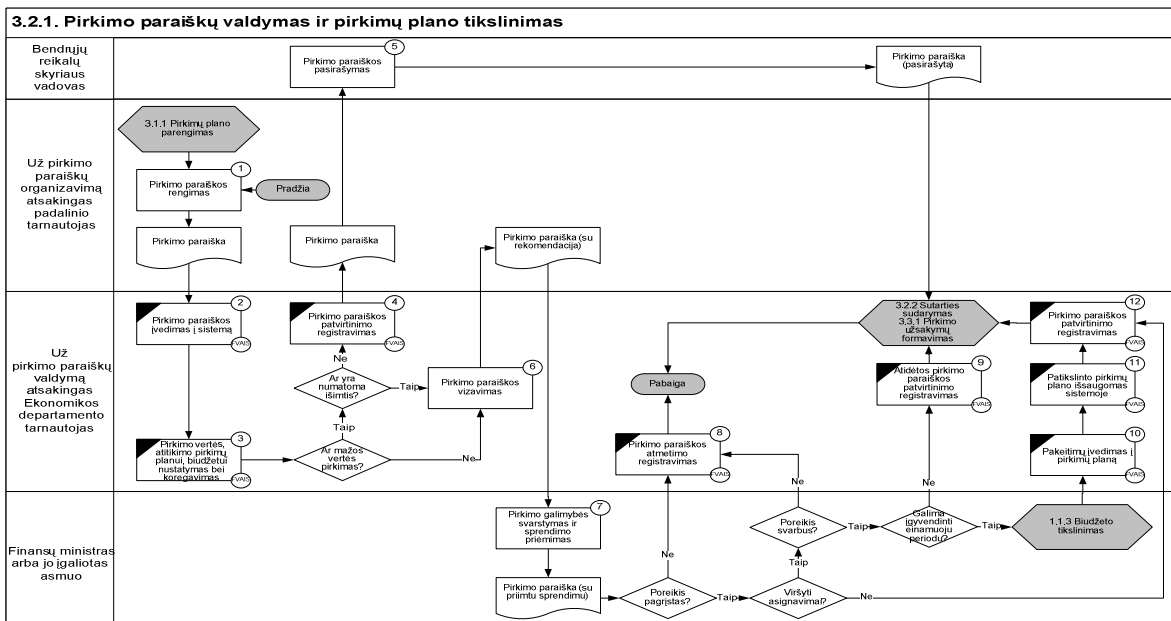 3.2.1. Pirkimo paraiškų valdymas ir pirkimų plano tikslinimas
Bendrųjų
reikalų
skyriaus
vadovas
5
Pirkimo paraiškos
pasirašymas
Pirkimo paraiška
(pasirašyta)
Už pirkimo
paraiškų
organizavimą
atsakingas
padalinio
tarnautojas
3.1.1 Pirkimų plano
parengimas
1
Pirkimo paraiškos
rengimas
Pradžia
Pirkimo paraiška
Pirkimo paraiška
Pirkimo paraiška (su
rekomendacija)
Už
pirkimo paraiškų
valdymą
atsakingas
Ekonomikos
departamento
tarnautojas
2
Pirkimo paraiškos
įvedimas į sistemą
FVAIS
4
Pirkimo paraiškos
patvirtinimo
registravimas
FVAIS
Ne
Ar yra
numatoma
išimtis?
Taip
6
Pirkimo paraiškos
vizavimas
Taip
3
Pirkimo vertės,
atitikimo pirkimų
planui, biudžetui
nustatymas bei
koregavimas
FVAIS
Ar mažos
vertės
pirkimas?
Ne
3.2.2 Sutarties
sudarymas
3.3.1 Pirkimo
užsakymų
formavimas
12
Pirkimo paraiškos
patvirtinimo
registravimas
FVAIS
Pabaiga
9
Atidėtos pirkimo
paraiškos
patvirtinimo
registravimas
FVAIS
11
Patikslinto pirkimų
plano išsaugomas
sistemoje
FVAIS
8
Pirkimo paraiškos
atmetimo
registravimas
FVAIS
10
Pakeitimų įvedimas į
pirkimų planą
FVAIS
Finansų ministras
arba jo įgaliotas
asmuo
7
Pirkimo galimybės
svarstymas ir
sprendimo
priėmimas
Ne
Ne
Ne
Poreikis
svarbus?
Taip
Galima
įgyvendinti
einamuoju
periodu?
Taip
1.1.3 Biudžeto
tikslinimas
Taip
Pirkimo paraiška (su
priimtu sprendimu)
Poreikis
pagrįstas?
Taip
Viršyti
asignavimai?
Ne